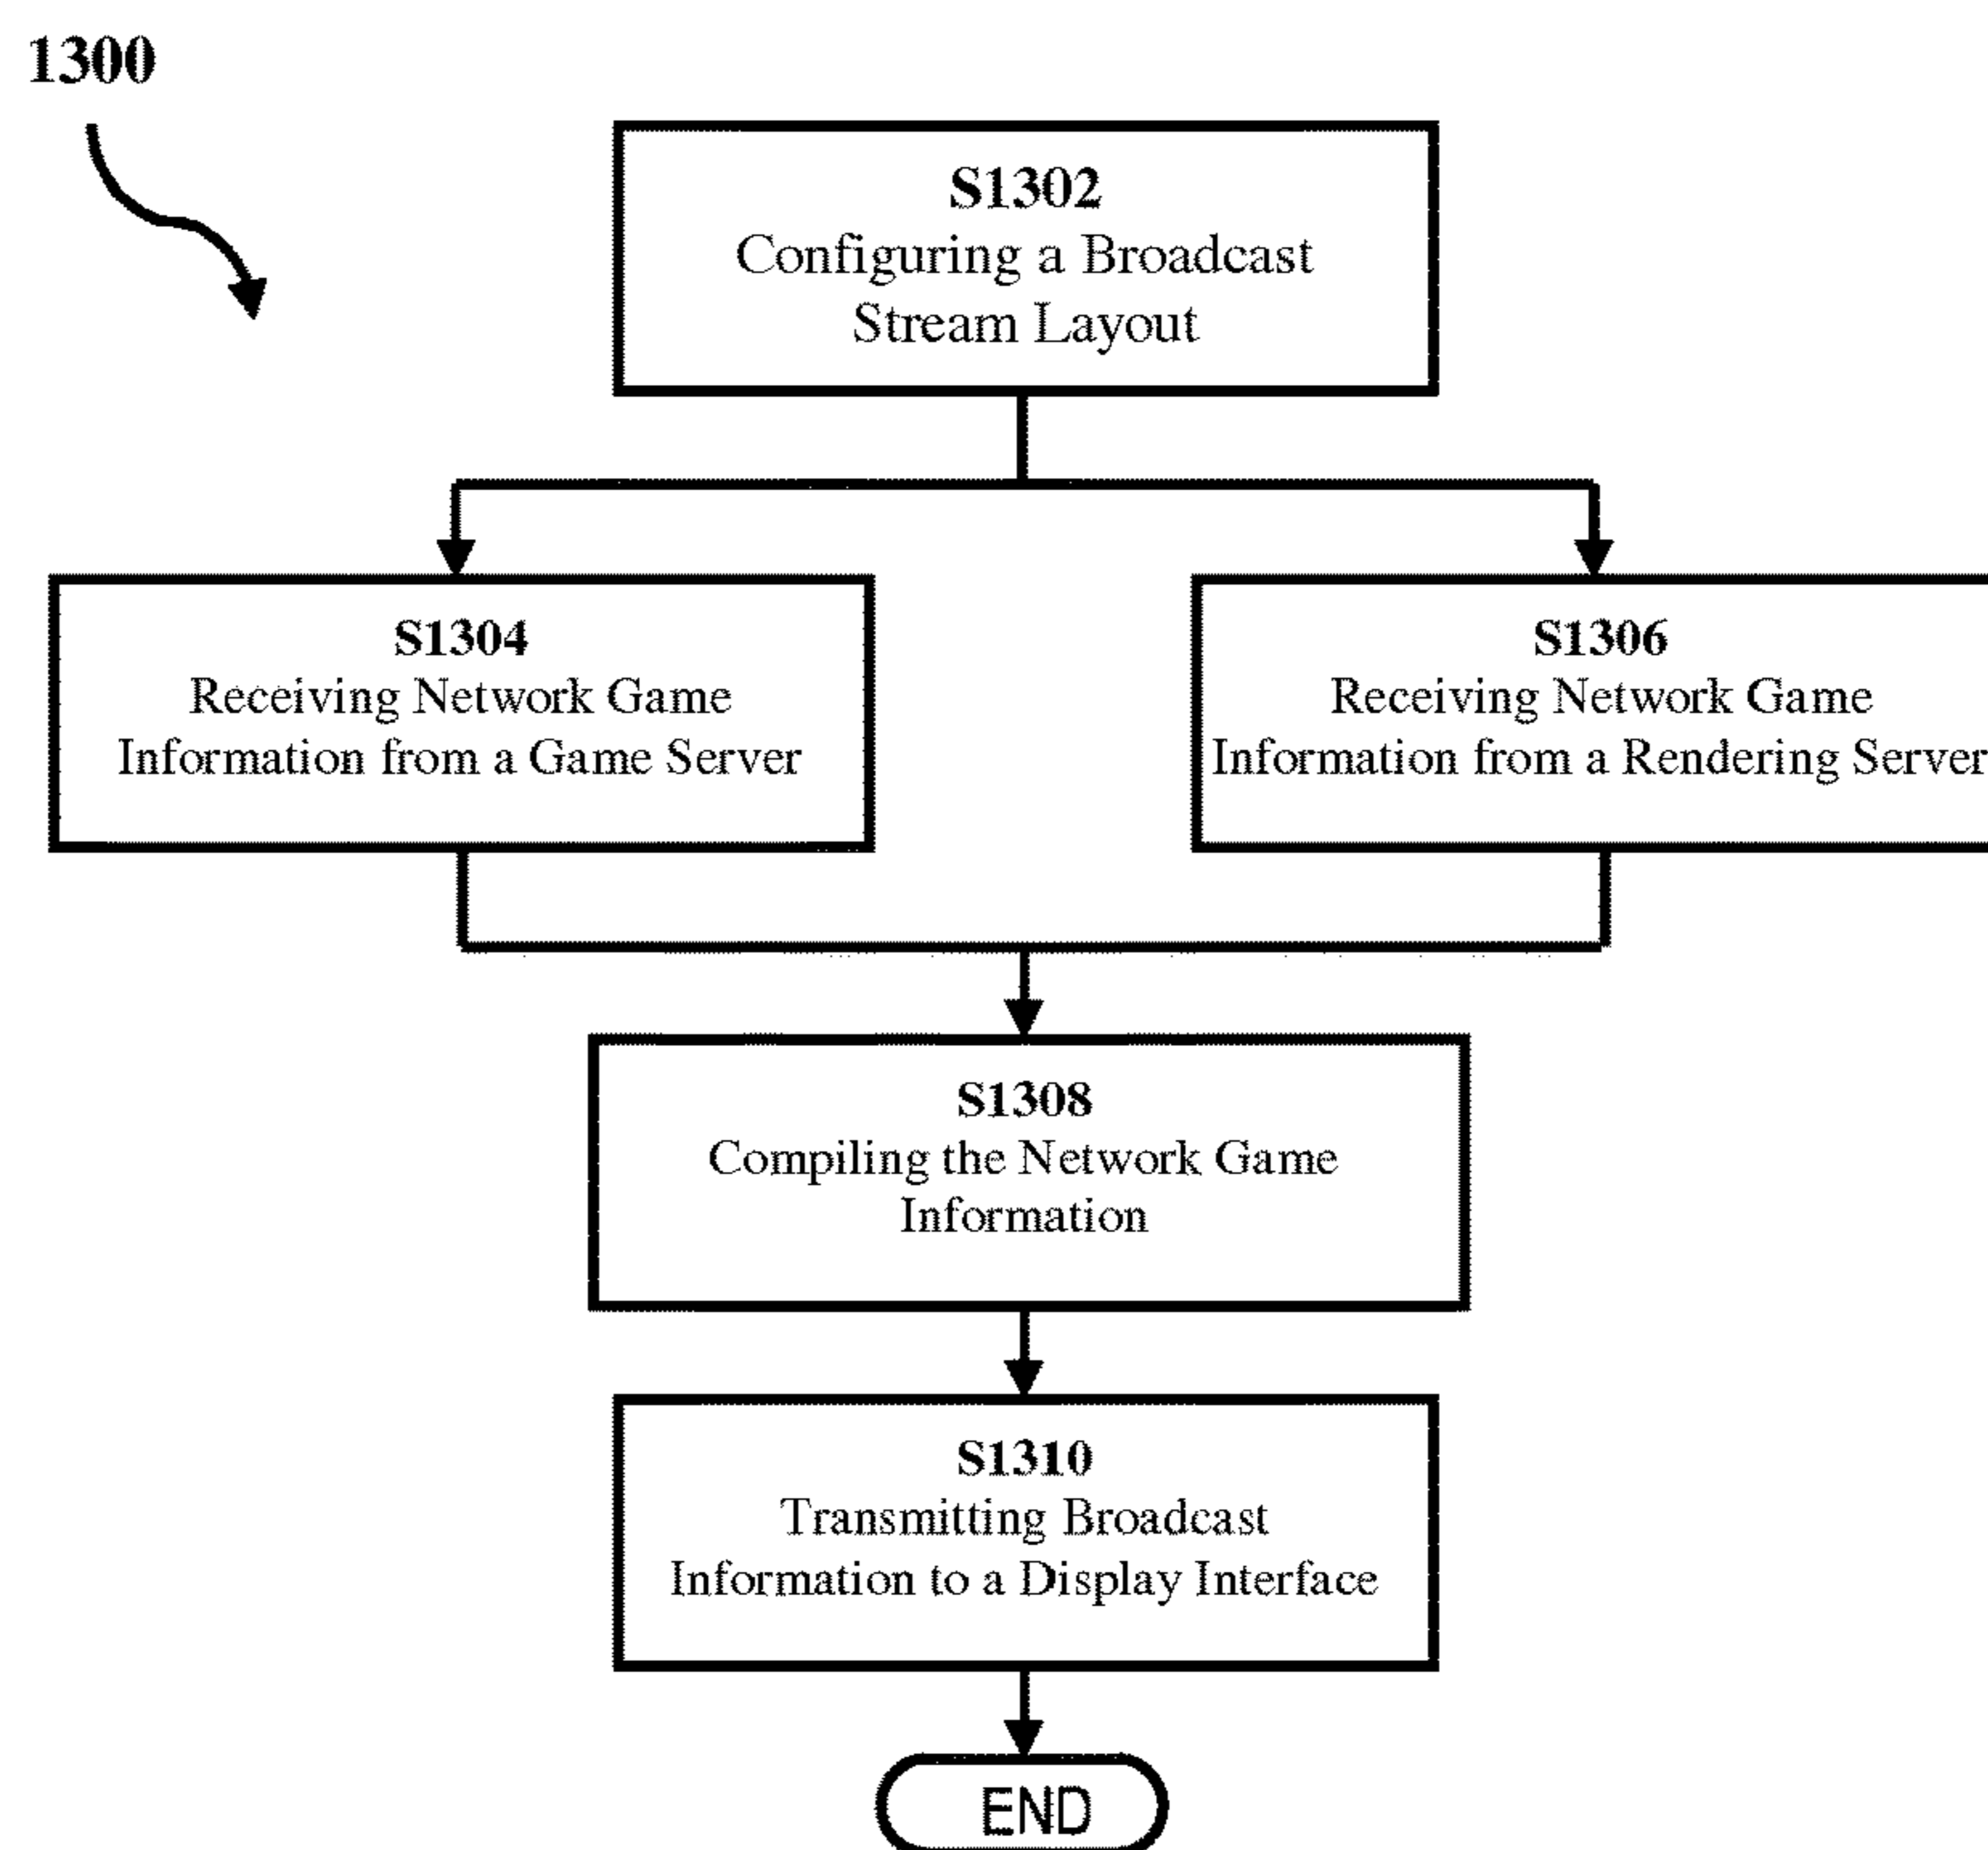 1300
S1302
Configuring a Broadcast
Stream Layout
S1304
Receiving Network Game
Information from a Game Server
S1306
Receiving Network Game
Information from a Rendering Server
S1308
Compiling the Network Game
Information
S1310
Transmitting Broadcast
Information to a Display Interface
END